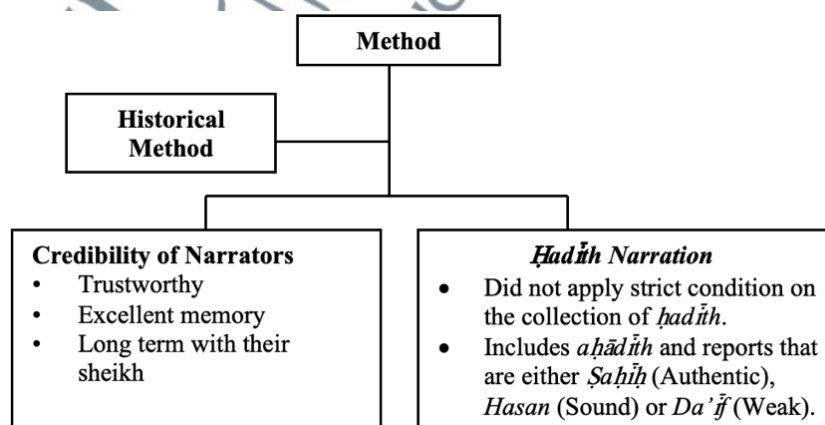 Method
Historical
Method
Credibility of Narrators
• Trustworthy
• Excellent memory
• Long term with their
sheikh
Ḥadīth Narration
• Did not apply strict condition on
the collection of ḥadīth.
• Includes aḥādīth and reports that
are either Ṣaḥīḥ (Authentic),
Hasan (Sound) or Da’īf (Weak).